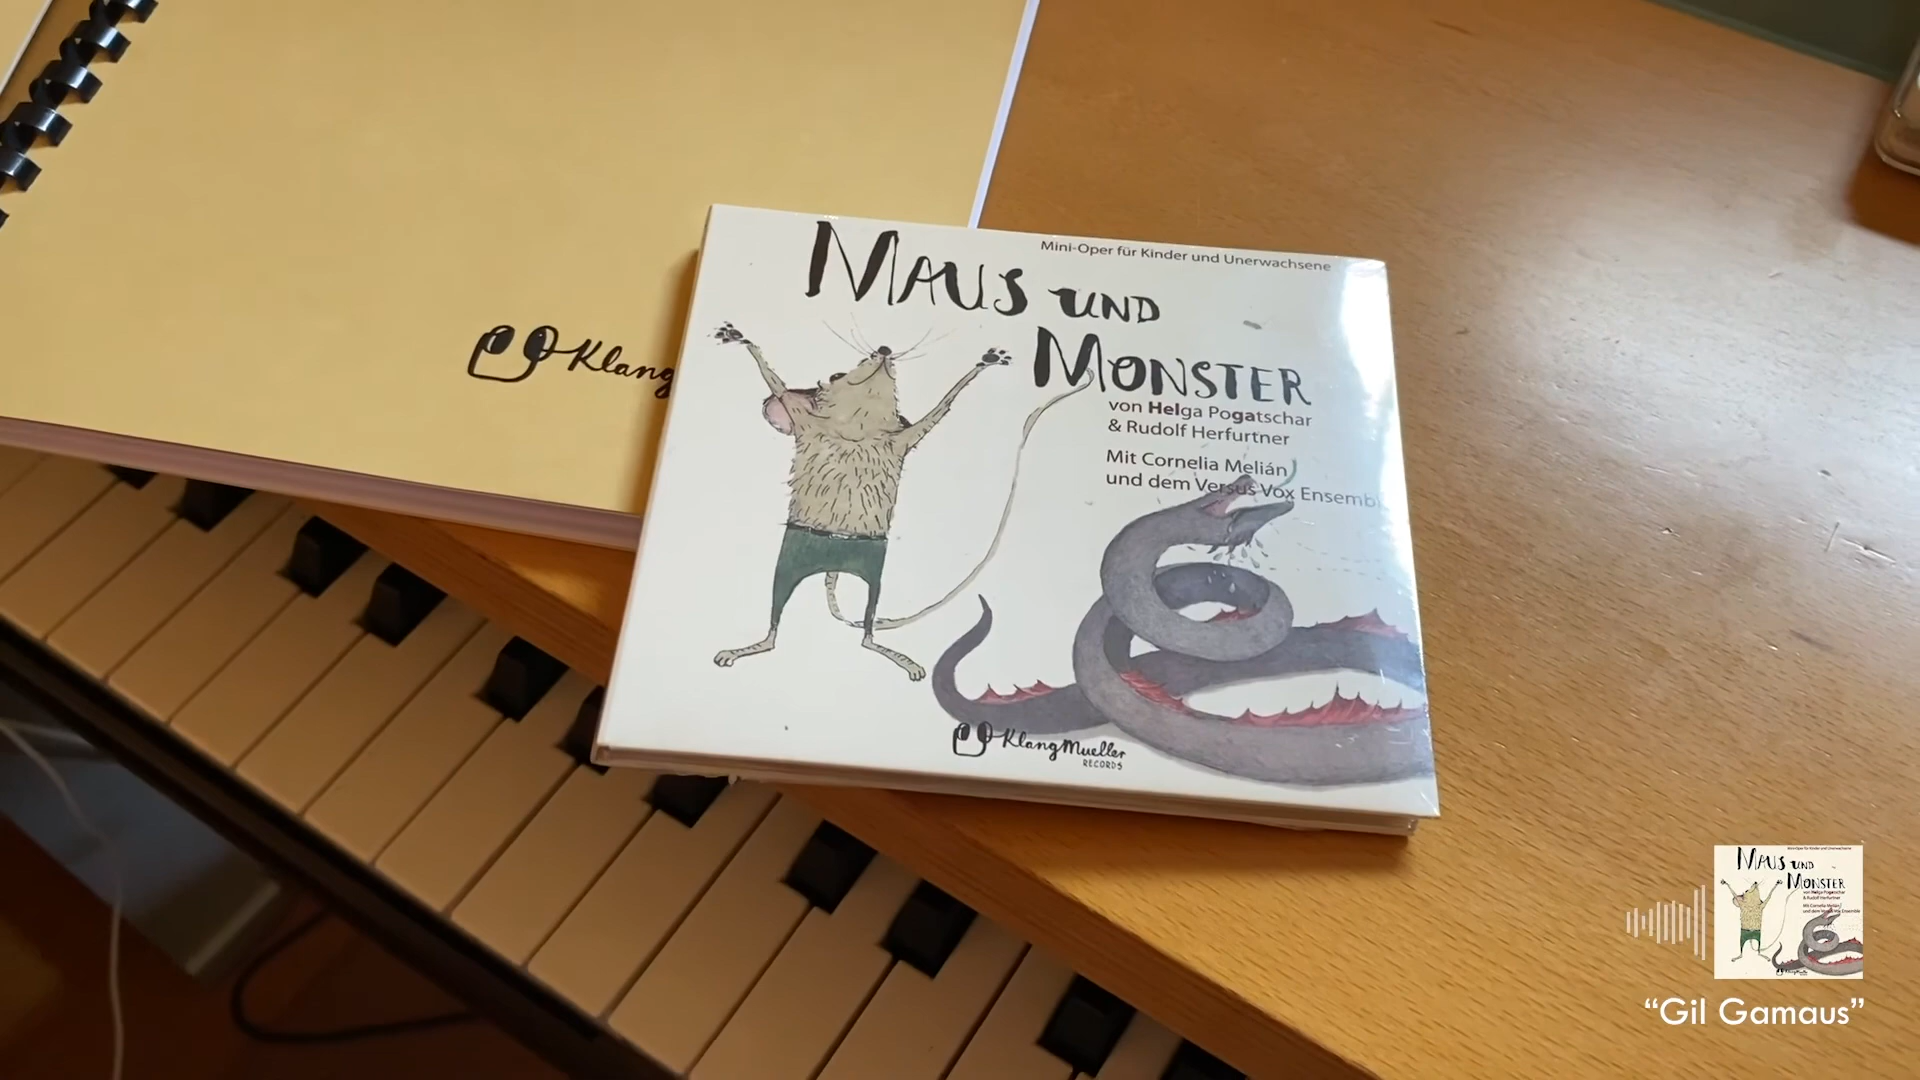 Mini-Oper für Kinder und Unerwachsene
MAUS UND
MONSTER
von Helga Pogatschar
& Rudolf Herfurtner
Mit Cornelia Melián
und dem Versus Vox Ensemble
KlangMueller
RECORDS
Klang
MAUS UND
MONSTER
“Gil Gamaus”